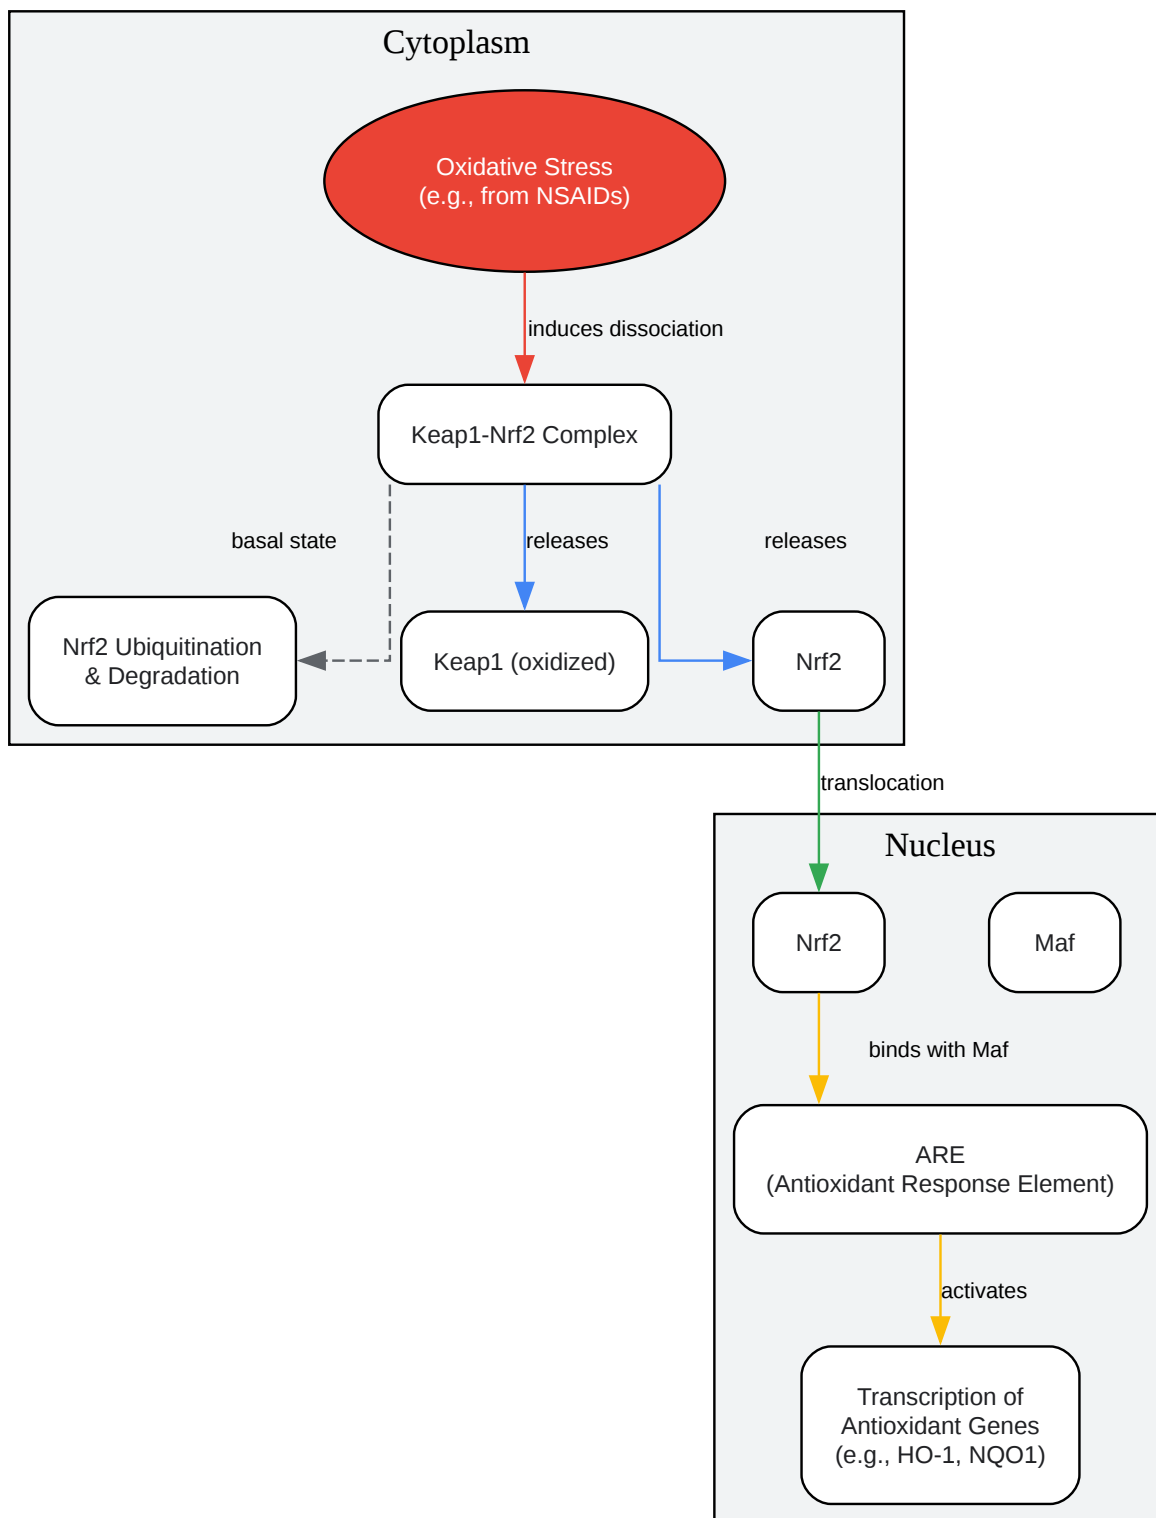 Cytoplasm
Oxidative Stress
(e.g., from NSAIDs)
induces dissociation
Keap1-Nrf2 Complex
basal state
releases
releases
Nrf2 Ubiquitination
& Degradation
Keap1 (oxidized)
Nrf2
translocation
Nucleus
Nrf2
Maf
binds with Maf
ARE
(Antioxidant Response Element)
activates
Transcription of
Antioxidant Genes
(e.g., HO-1, NQO1)